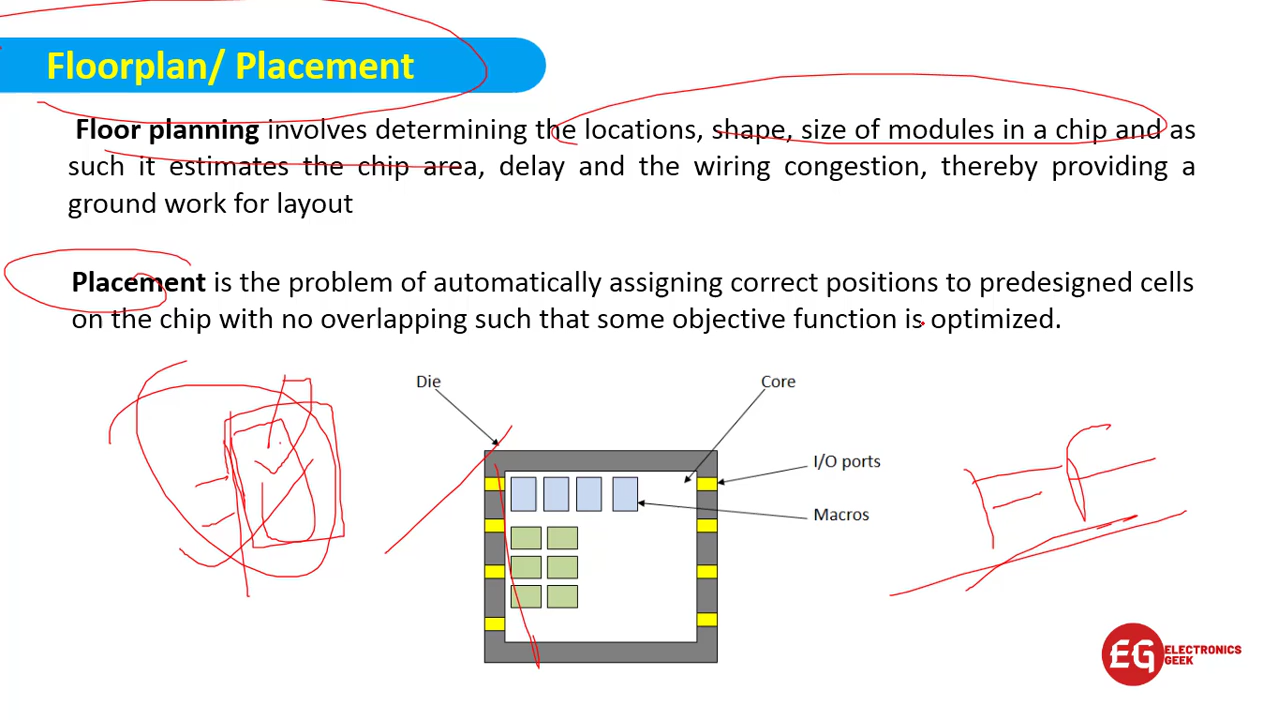 Floorplan/ Placement
Floor planning involves determining the locations, shape, size of modules in a chip and as
such it estimates the chip area, delay and the wiring congestion, thereby providing a
ground work for layout
Placement is the problem of automatically assigning correct positions to predesigned cells
on the chip with no overlapping such that some objective function is optimized.
Die
Core
I/O ports
Macros
EG ELECTRONICS
GEEK